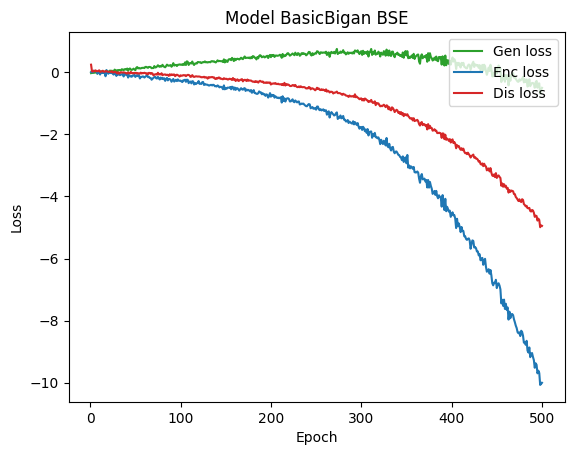 Model BasicBigan BSE
Gen loss
Enc loss
Dis loss
Loss
0
−2
−4
−6
−8
−10
0 100 200 300 400 500
Epoch